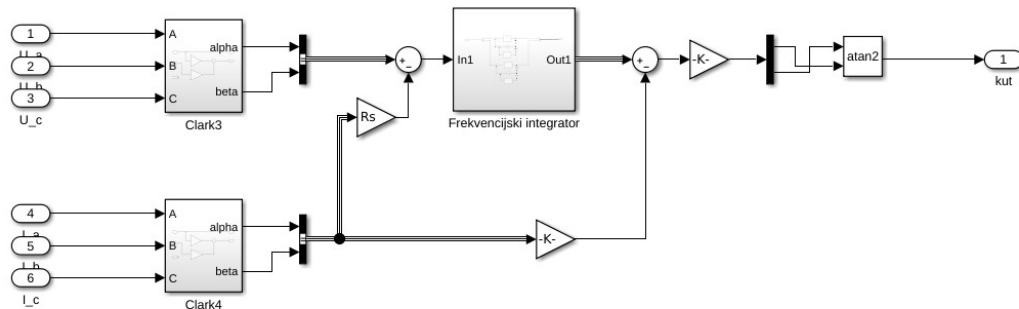 1
A
alpha
U_a
2
B
U_b
beta
3
C
U_c
Clark3
+
-
Rs
In1
Out1
Frekvencijski integrator
+
-
-K-
atan2
1
kut
4
A
alpha
I_a
5
B
I_b
beta
6
C
I_c
Clark4
-K-